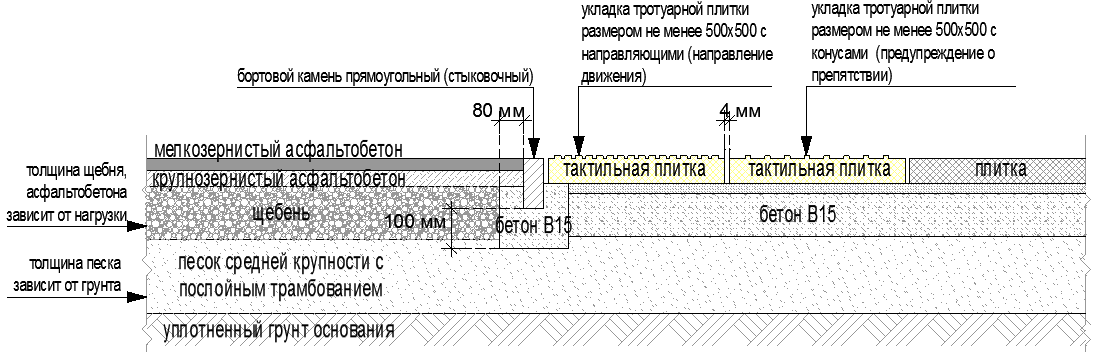 укладка тротуарной плитки
размером не менее 500х500 с
направляющими (направление
движения)
укладка тротуарной плитки
размером не менее 500х500 с
конусами (предупреждение о
препятствии)
бортовой камень прямоугольный (стыковочный)
80 мм
4 мм
мелкозернистый асфальтобетон
крупнозернистый асфальтобетон
тактильная плитка
тактильная плитка
плитка
толщина щебня,
асфальтобетона
зависит от нагрузки
щебень
100 мм
бетон В15
бетон В15
толщина песка
зависит от грунта
песок средней крупности с
послойным трамбованием
уплотненный грунт основания